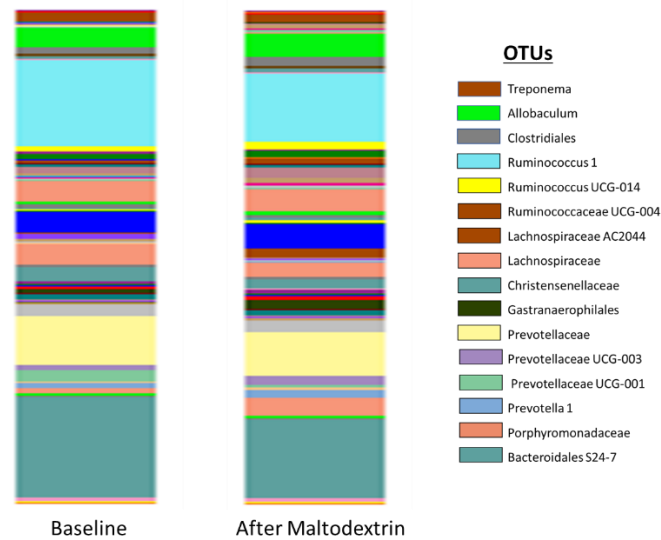 OTUs
Treponema
Allobaculum
Clostridiales
Ruminococcus 1
Ruminococcus UCG-014
Ruminococcaceae UCG-004
Lachnospiraceae AC2044
Lachnospiraceae
Christensenellaceae
Gastranaerophilales
Prevotellaceae
Prevotellaceae UCG-003
Prevotellaceae UCG-001
Prevotella 1
Porphyromonadaceae
Bacteroidales S24-7
Baseline
After Maltodextrin